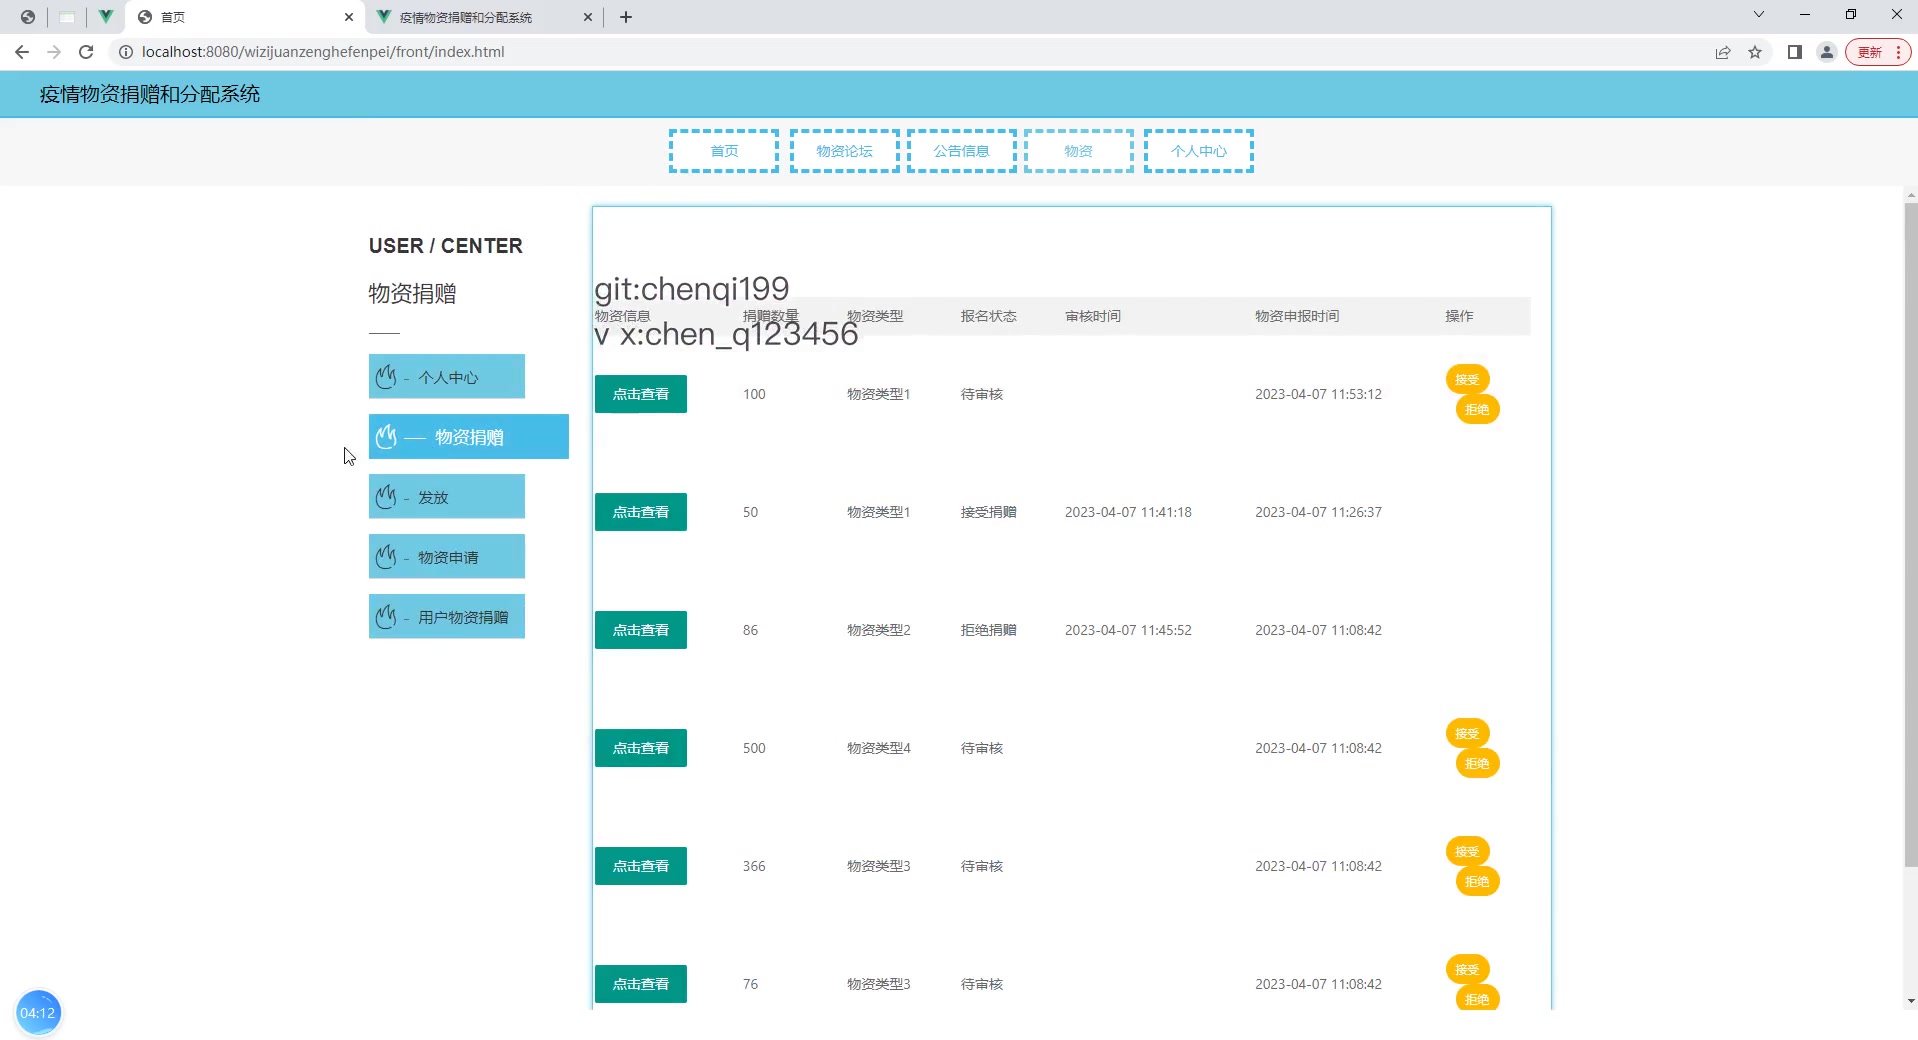 首页
疫情物资捐赠和分配系统
localhost:8080/wizijuanzenghefenpei/front/index.html
更新
疫情物资捐赠和分配系统
首页 物资论坛 公告信息 物资 个人中心
USER / CENTER
物资捐赠
- 个人中心
— 物资捐赠
- 发放
- 物资申请
- 用户物资捐赠
git:chenqi199
物资信息 捐赠数量 物资类型 报名状态 审核时间 物资申报时间 操作
v x:chen_q123456
点击查看 100 物资类型1 待审核 2023-04-07 11:53:12 接受
拒绝
点击查看 50 物资类型1 接受捐赠 2023-04-07 11:41:18 2023-04-07 11:26:37
点击查看 86 物资类型2 拒绝捐赠 2023-04-07 11:45:52 2023-04-07 11:08:42
点击查看 500 物资类型4 待审核 2023-04-07 11:08:42 接受
拒绝
点击查看 366 物资类型3 待审核 2023-04-07 11:08:42 接受
拒绝
点击查看 76 物资类型3 待审核 2023-04-07 11:08:42 接受
拒绝
04:12